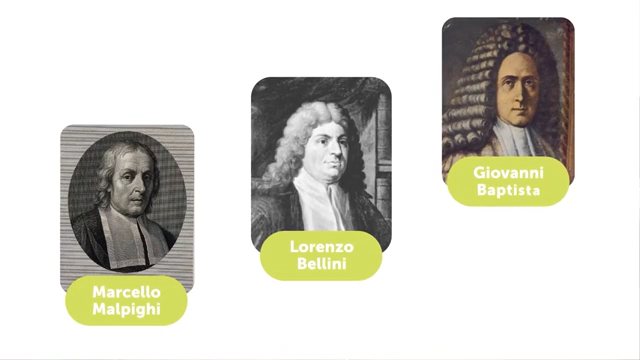 Marcello
Malpighi
Lorenzo
Bellini
Giovanni
Baptista